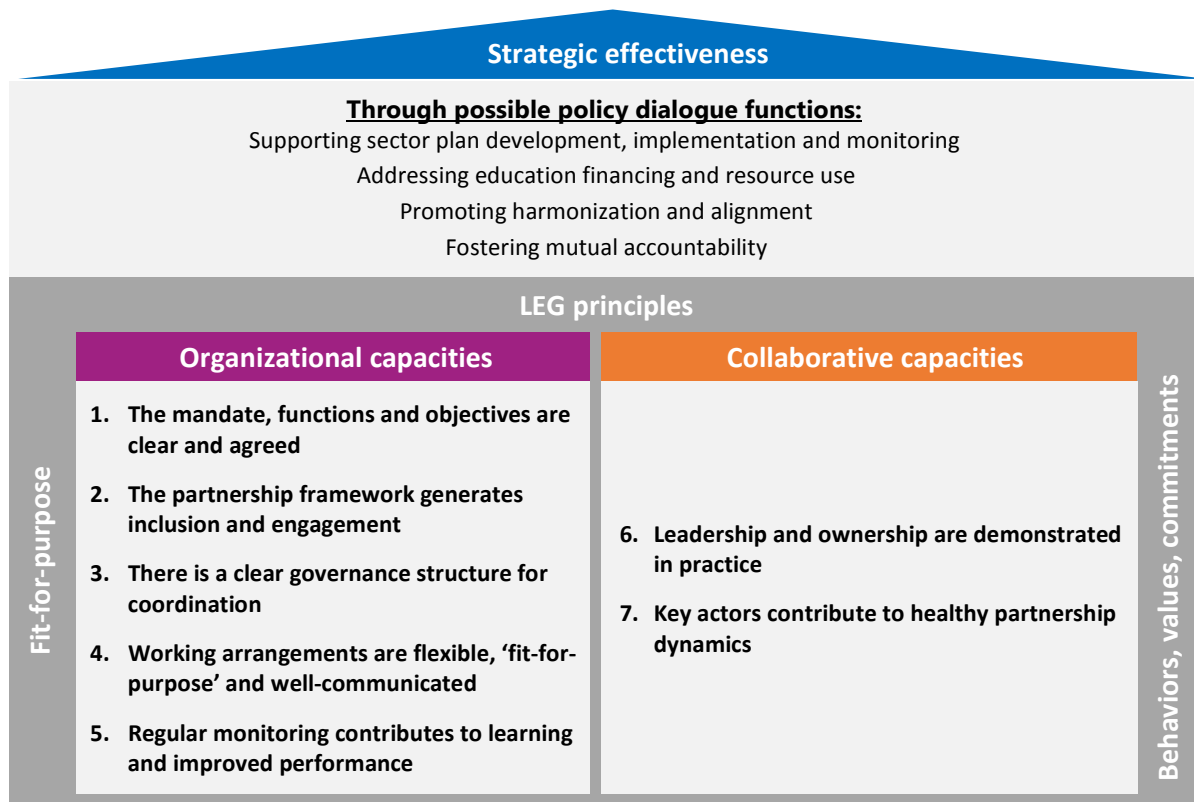 Strategic effectiveness
Through possible policy dialogue functions:
Supporting sector plan development, implementation and monitoring
Addressing education financing and resource use
Promoting harmonization and alignment
Fostering mutual accountability
LEG principles
Fit-for-purpose
Organizational capacities
1. The mandate, functions and objectives are
clear and agreed
2. The partnership framework generates
inclusion and engagement
3. There is a clear governance structure for
coordination
4. Working arrangements are flexible, ‘fit-for-
purpose’ and well-communicated
5. Regular monitoring contributes to learning
and improved performance
Collaborative capacities
6. Leadership and ownership are demonstrated
in practice
7. Key actors contribute to healthy partnership
dynamics
Behaviors, values, commitments